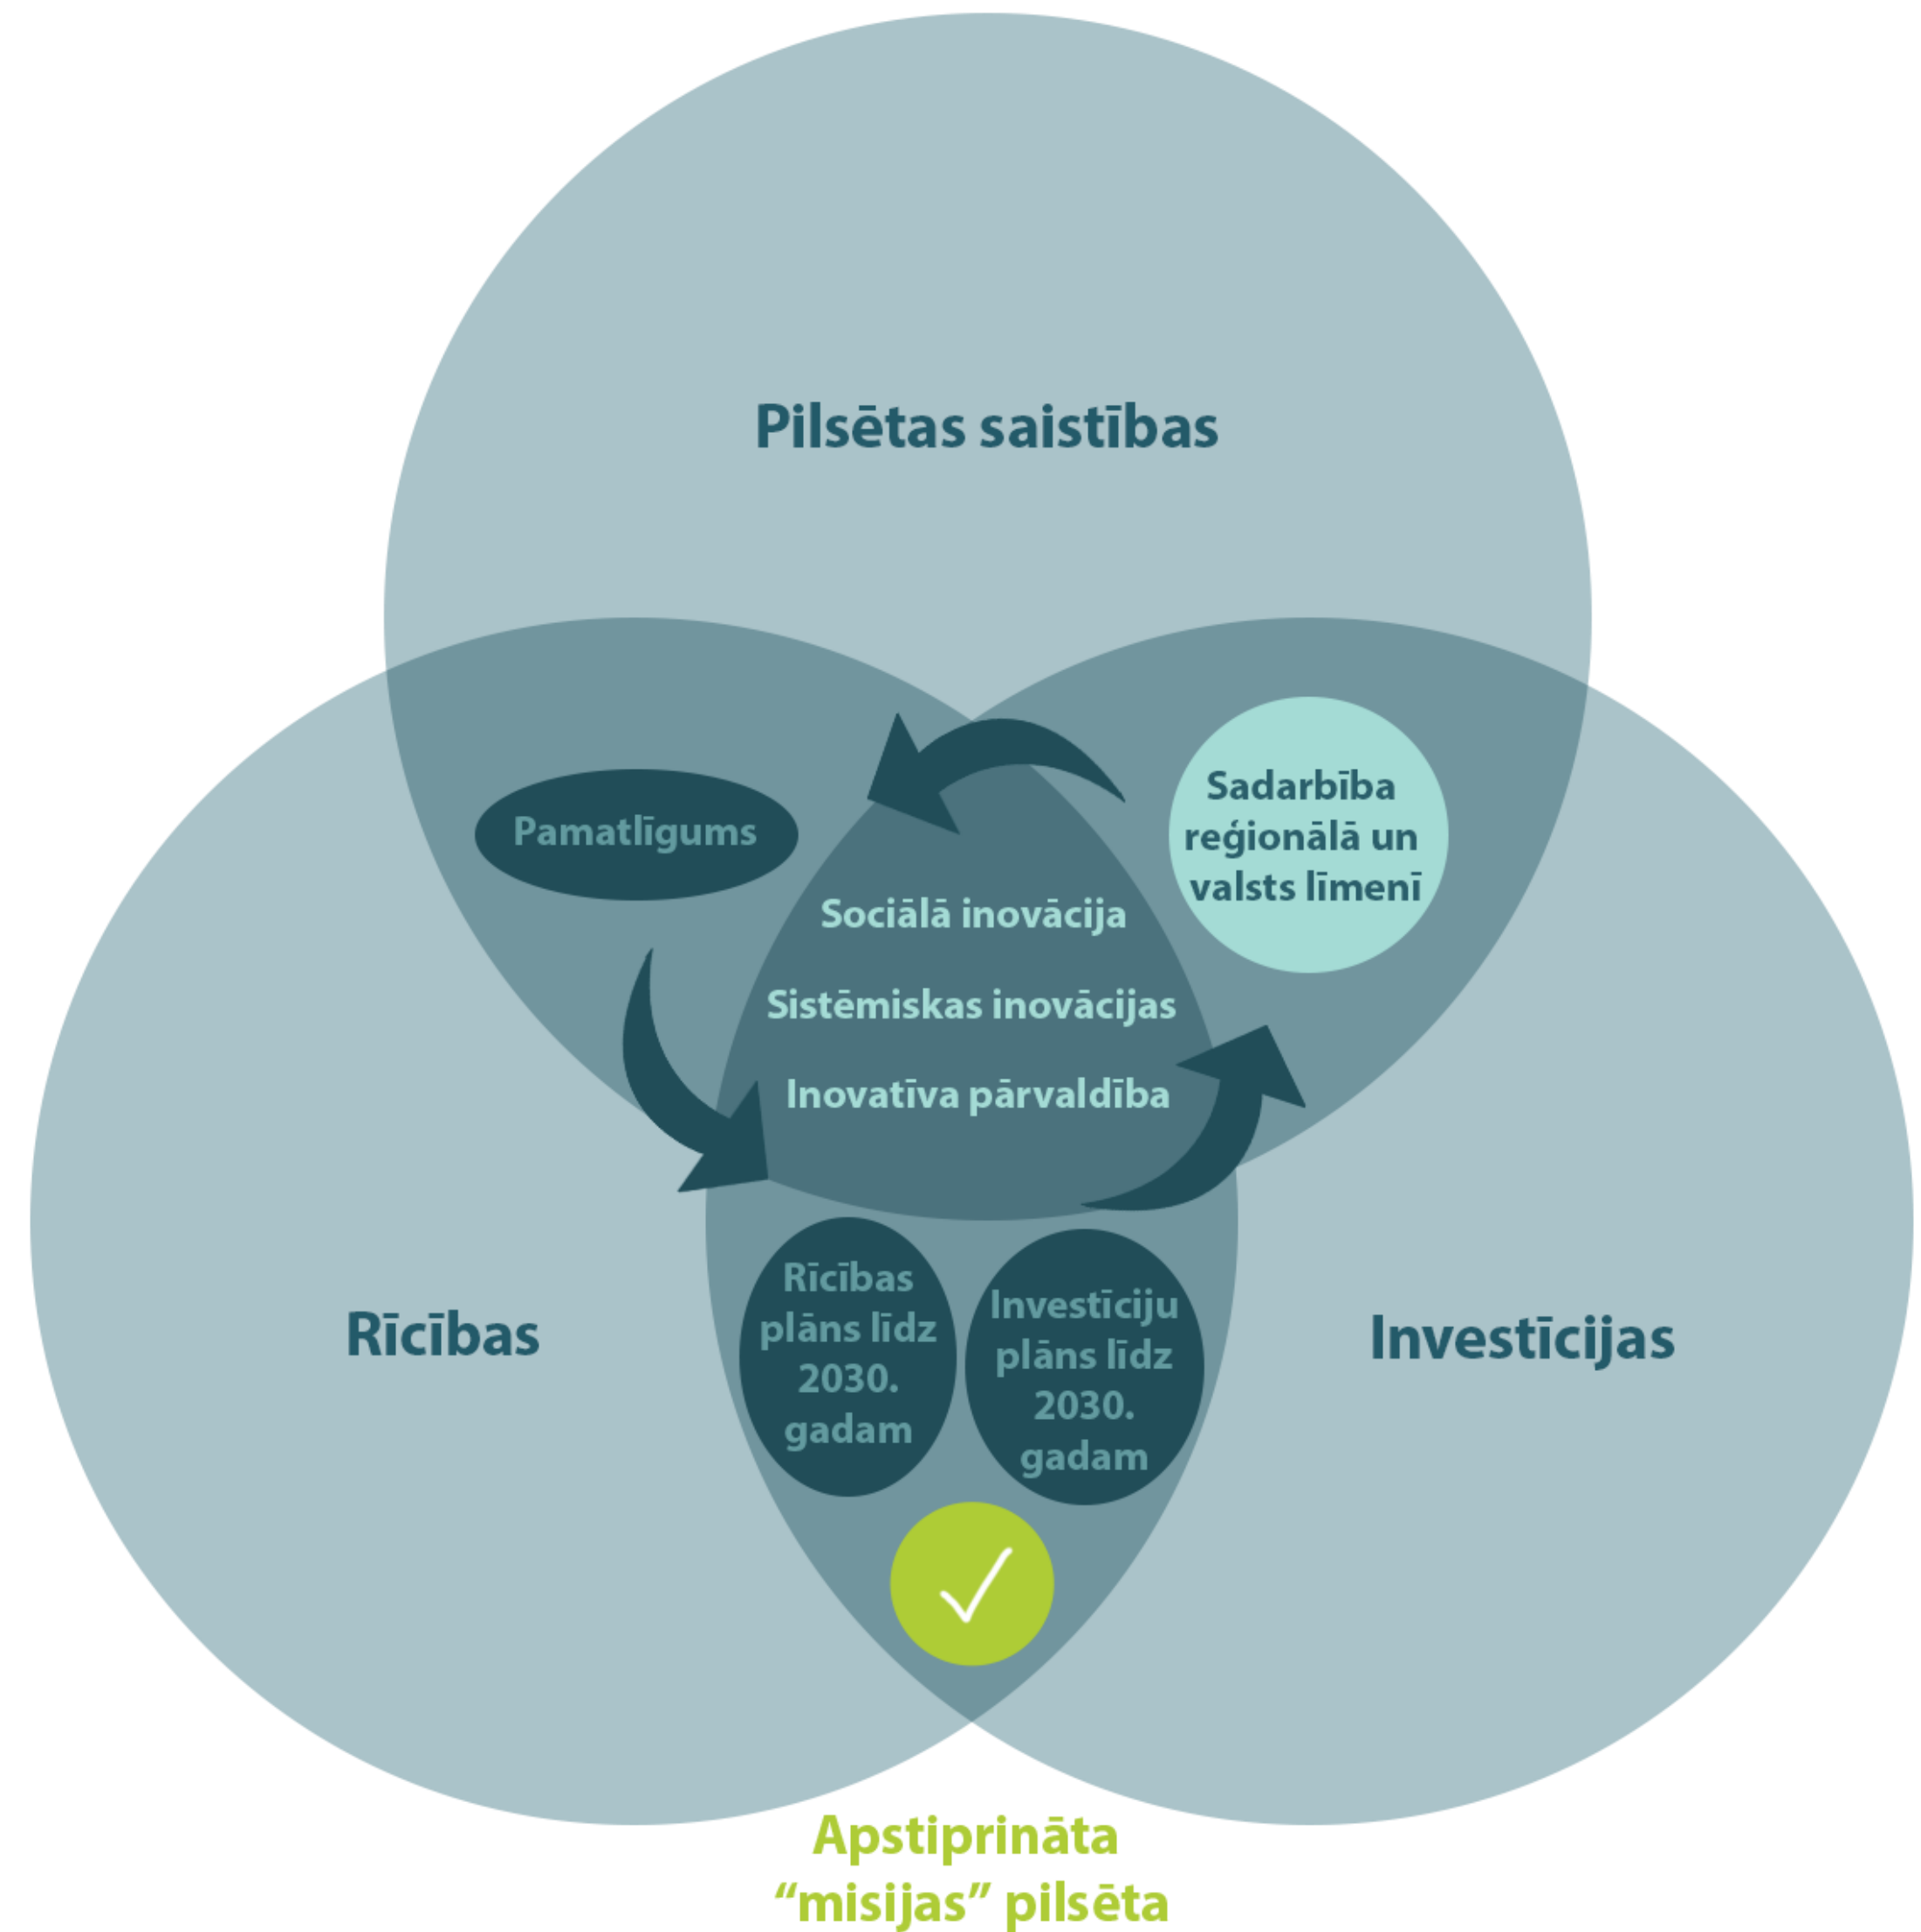 Pilsētas saistības
Pamatlīgums
Sadarbība
reģionālā un
valsts līmenī
Sociālā inovācija
Sistēmiskas inovācijas
Inovatīva pārvaldība
Rīcības
Rīcības
plāns līdz
2030.
gadam
Investīciju
plāns līdz
2030.
gadam
Investīcijas
Apstiprināta
“misijas” pilsēta